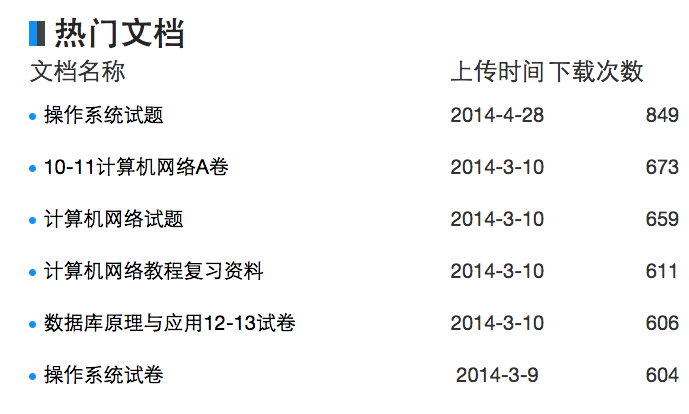 热门文档
文档名称 上传时间 下载次数
操作系统试题 2014-4-28 849
10-11计算机网络A卷 2014-3-10 673
计算机网络试题 2014-3-10 659
计算机网络教程复习资料 2014-3-10 611
数据库原理与应用12-13试卷 2014-3-10 606
操作系统试卷 2014-3-9 604